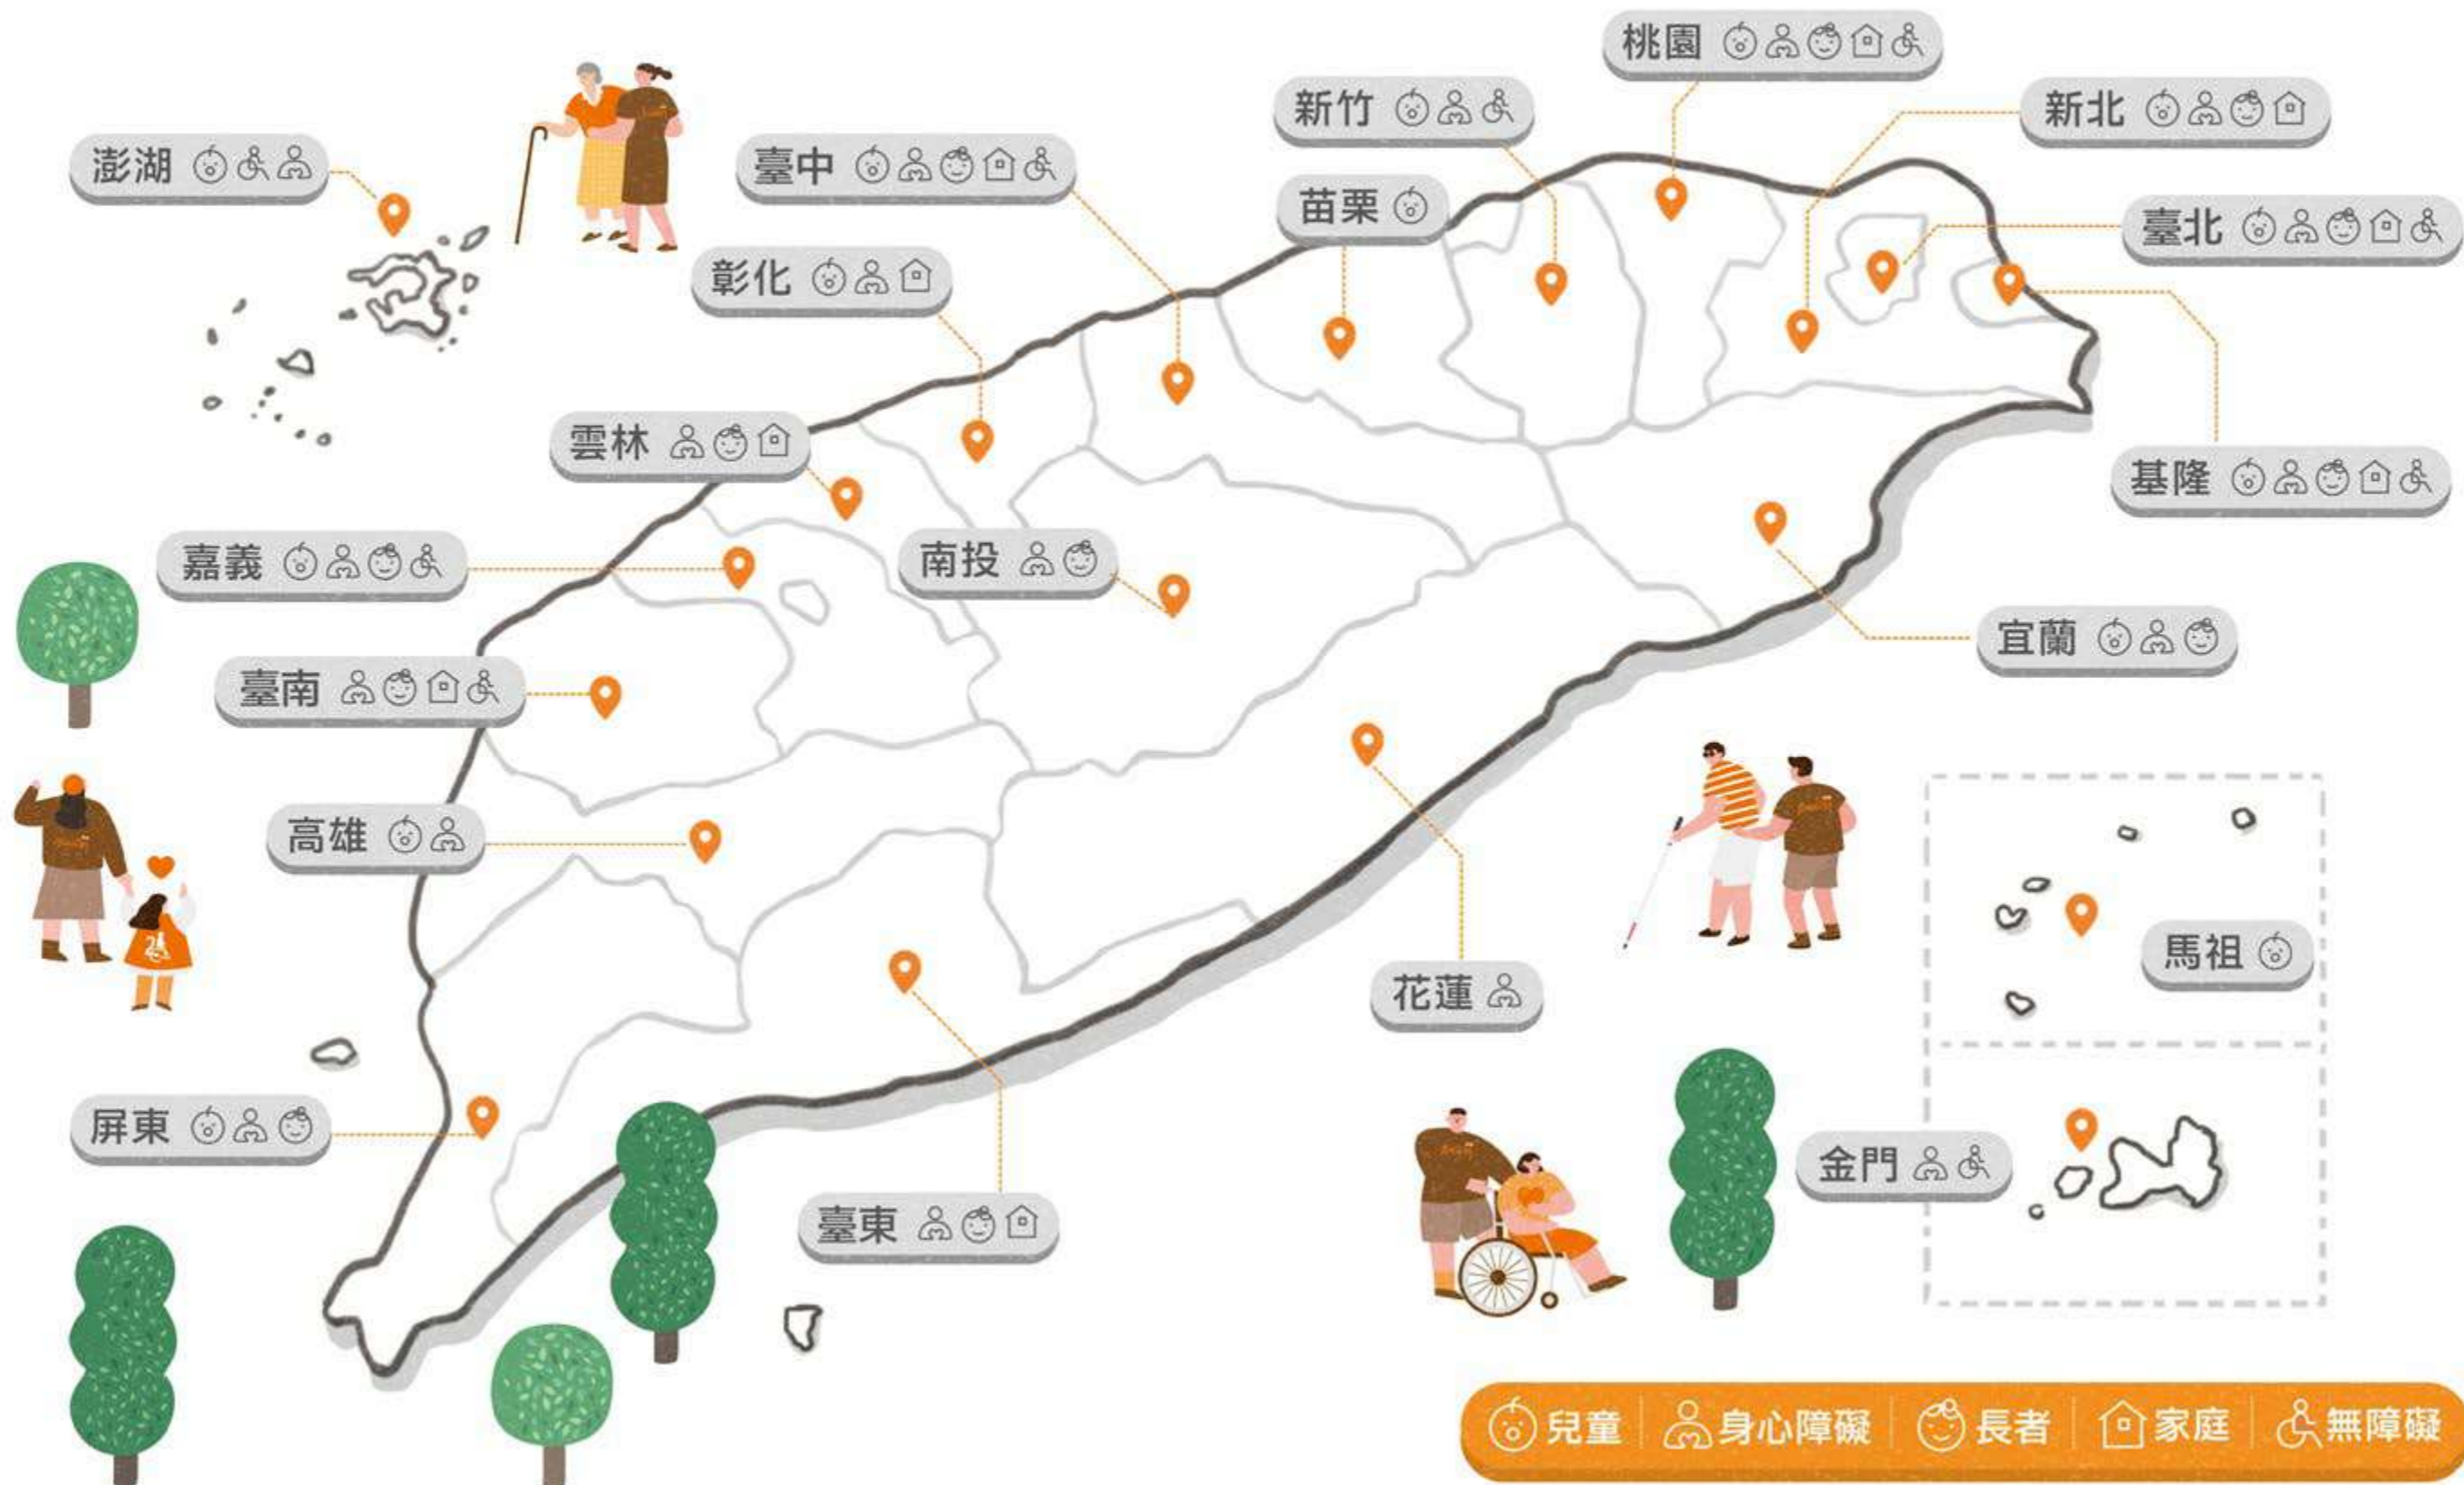 桃園
新竹
新北
澎湖
臺中
苗栗
臺北
彰化
雲林
基隆
嘉義
南投
宜蘭
臺南
高雄
馬祖
花蓮
屏東
金門
臺東
兒童 身心障礙 長者 家庭 無障礙